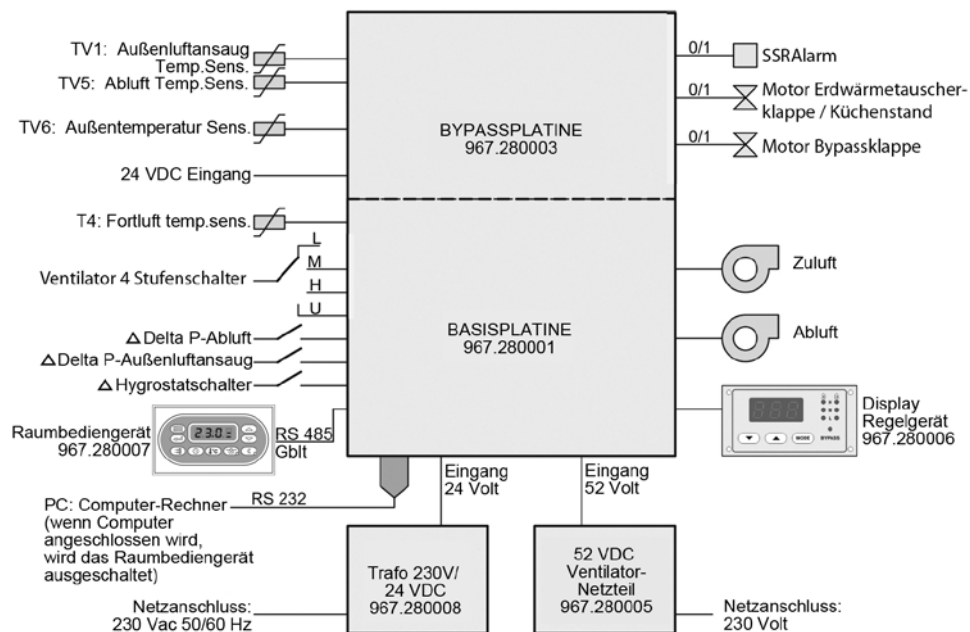 TV1: Außenluftansaug
Temp.Sens.
TV5: Abluft Temp.Sens.
TV6: Außentemperatur Sens.
24 VDC Eingang
T4: Fortluft temp.sens.
Ventilator 4 Stufenschalter
L
M
H
U
△ Delta P-Abluft
△ Delta P-Außenluftansaug
△ Hygrostatschalter
Raumbediengerät
967.280007
23.0
RS 485
Gblt
PC: Computer-Rechner
(wenn Computer
angeschlossen wird,
wird das Raumbediengerät
ausgeschaltet)
RS 232
BYPASSPLATINE
967.280003
BASISPLATINE
967.280001
0/1
SSRAlarm
0/1
Motor Erdwärmetauscher-
klappe / Küchenstand
0/1
Motor Bypassklappe
Zuluft
Abluft
888
MODE
BYPASS
Display
Regelgerät
967.280006
Eingang
24 Volt
Eingang
52 Volt
Trafo 230V/
24 VDC
967.280008
52 VDC
Ventilator-
Netzteil
967.280005
Netzanschluss:
230 Vac 50/60 Hz
Netzanschluss:
230 Volt